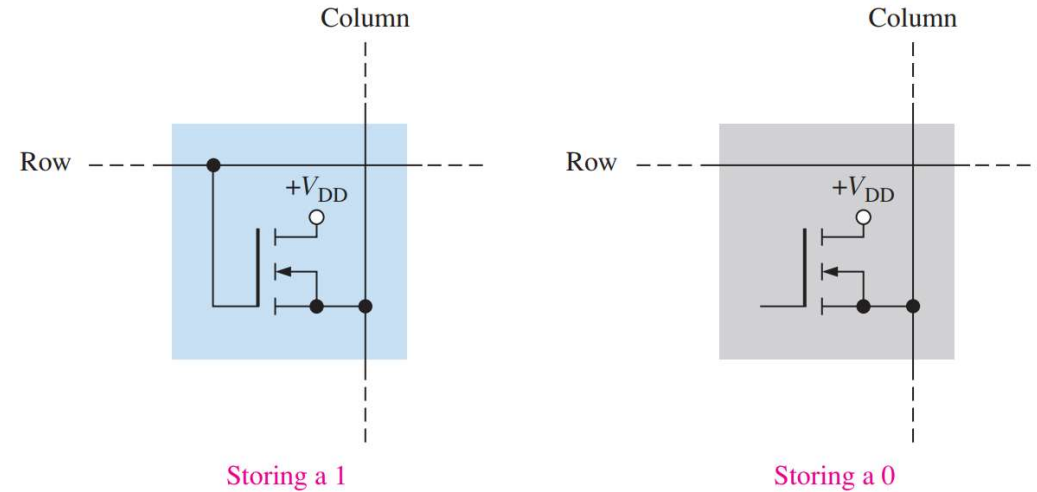 Column
Column
Row
Row
+VDD
+VDD
Storing a 1
Storing a 0